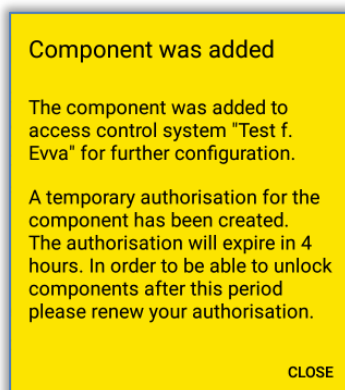 Component was added
The component was added to
access control system "Test f.
Evva" for further configuration.
A temporary authorisation for the
component has been created.
The authorisation will expire in 4
hours. In order to be able to unlock
components after this period
please renew your authorisation.
CLOSE